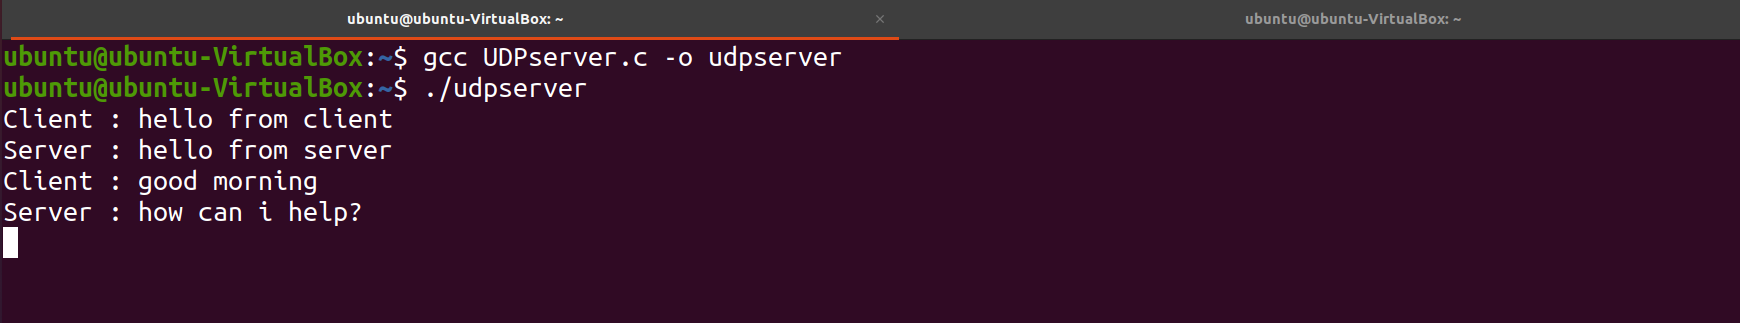 ubuntu@ubuntu-VirtualBox: ~ × ubuntu@ubuntu-VirtualBox: ~
ubuntu@ubuntu-VirtualBox:~$ gcc UDPserver.c -o udpserver
ubuntu@ubuntu-VirtualBox:~$ ./udpserver
Client : hello from client
Server : hello from server
Client : good morning
Server : how can i help?